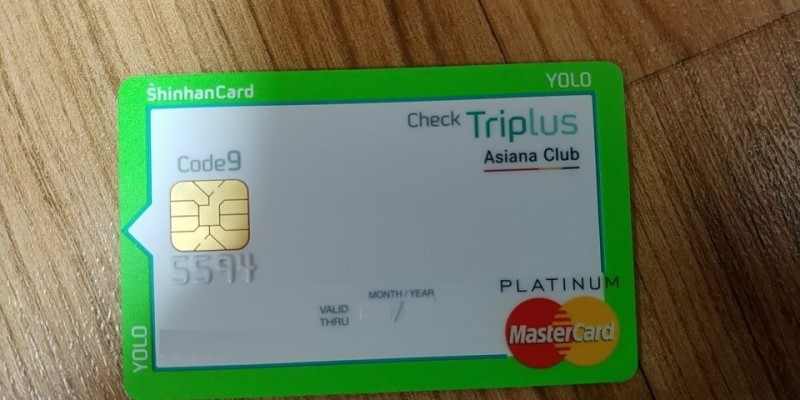 ShinhanCard
YOLO
Check Triplus
Asiana Club
Code9
5594
MONTH / YEAR
VALID
THRU
/
PLATINUM
MasterCard
YOLO